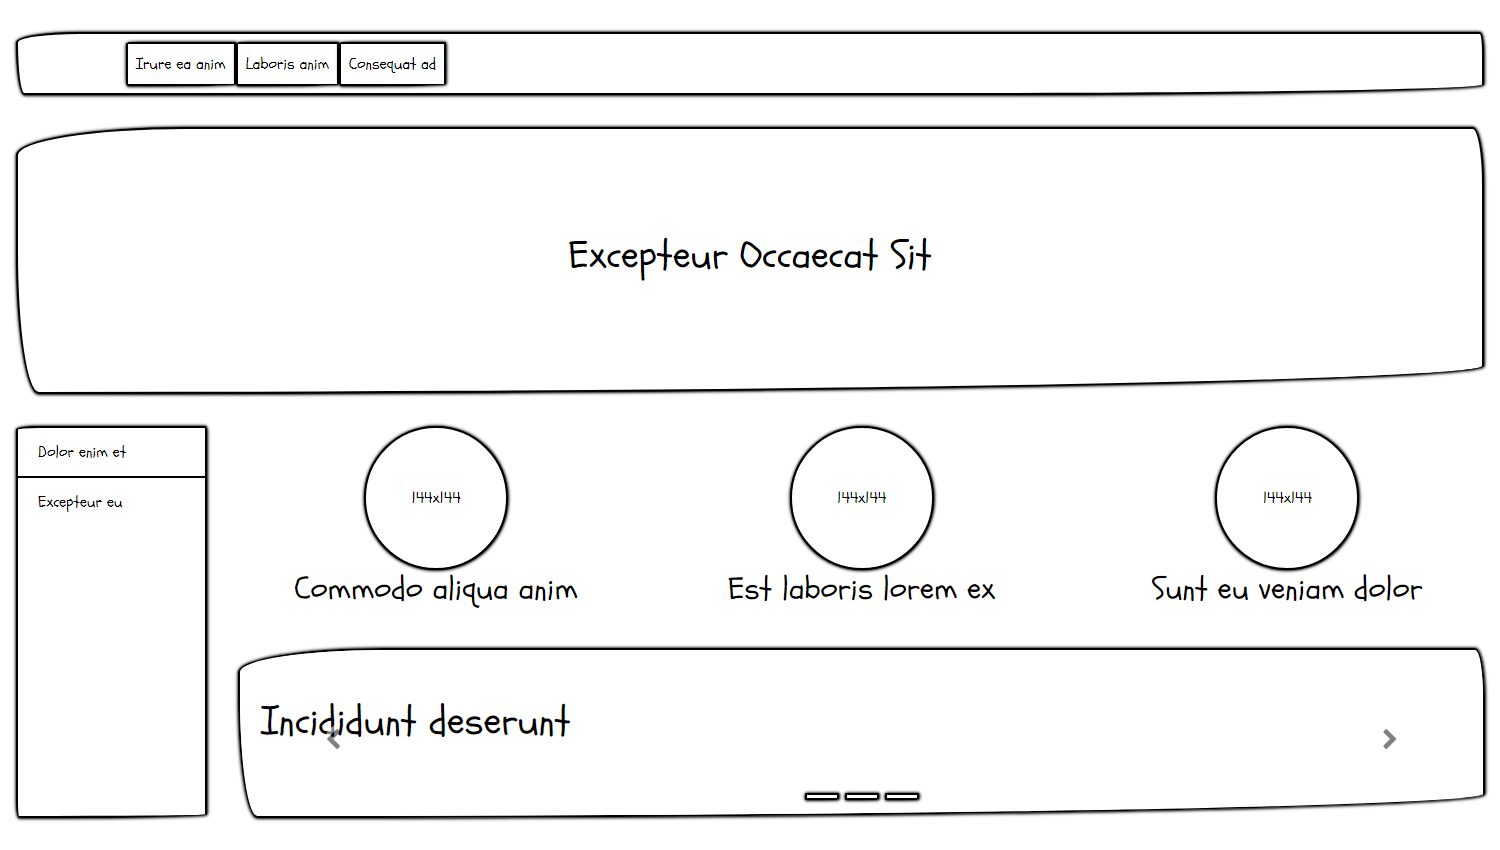 Irure ea anim Laboris anim Consequat ad
Excepteur Occaecat Sit
Dolor enim et
Excepteur eu
144x144 144x144 144x144
Commodo aliqua anim Est laboris lorem ex Sunt eu veniam dolor
Incididunt deserunt